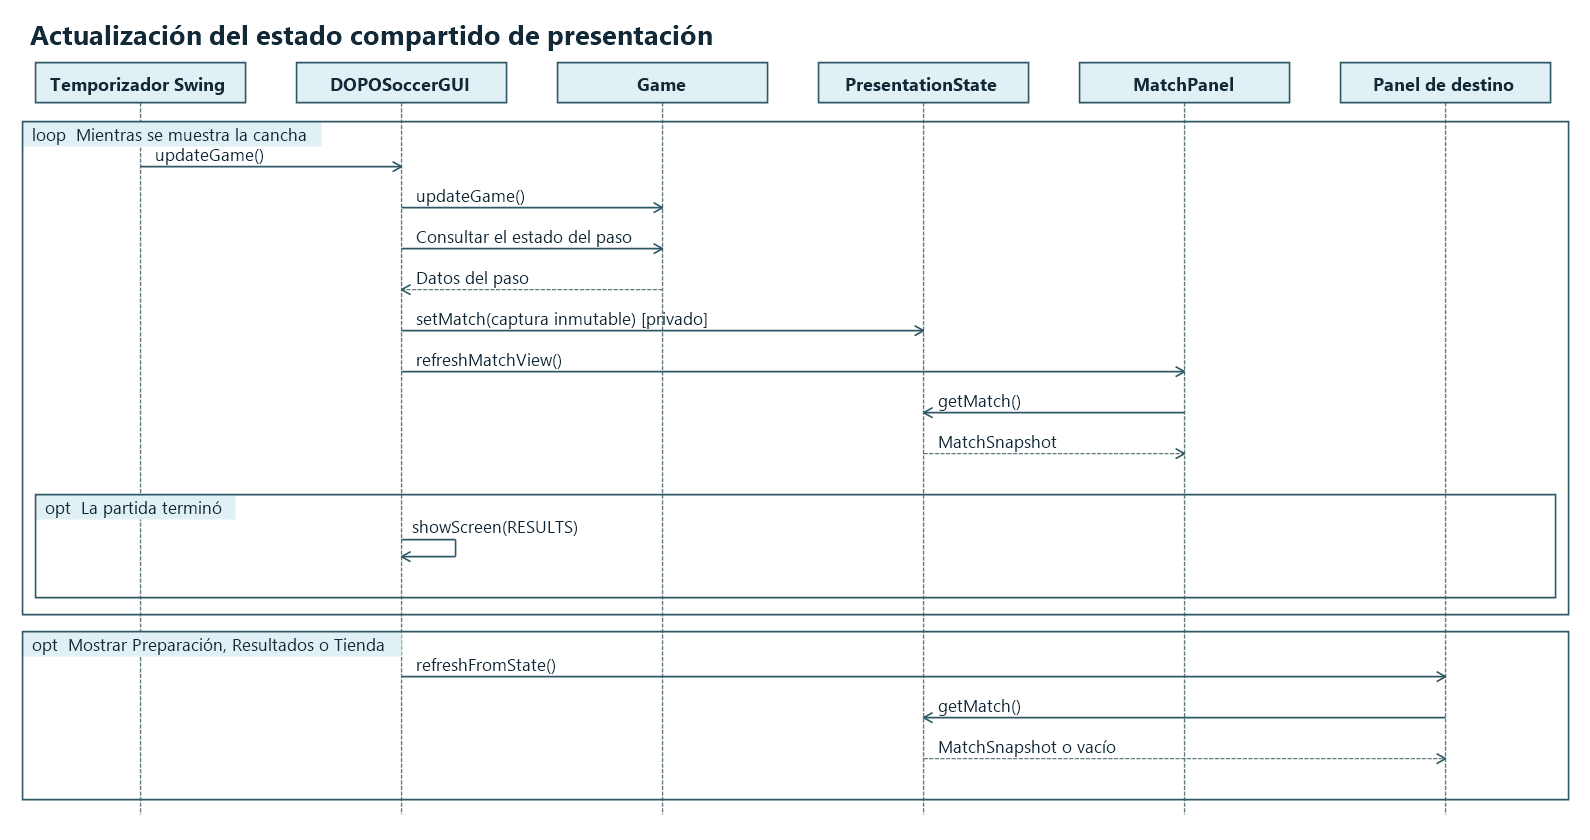 Actualización del estado compartido de presentación
Temporizador Swing
DOPOSoccerGUI
Game
PresentationState
MatchPanel
Panel de destino
loop Mientras se muestra la cancha
updateGame()
updateGame()
Consultar el estado del paso
Datos del paso
setMatch(captura inmutable) [privado]
refreshMatchView()
getMatch()
MatchSnapshot
opt La partida terminó
showScreen(RESULTS)
opt Mostrar Preparación, Resultados o Tienda
refreshFromState()
getMatch()
MatchSnapshot o vacío